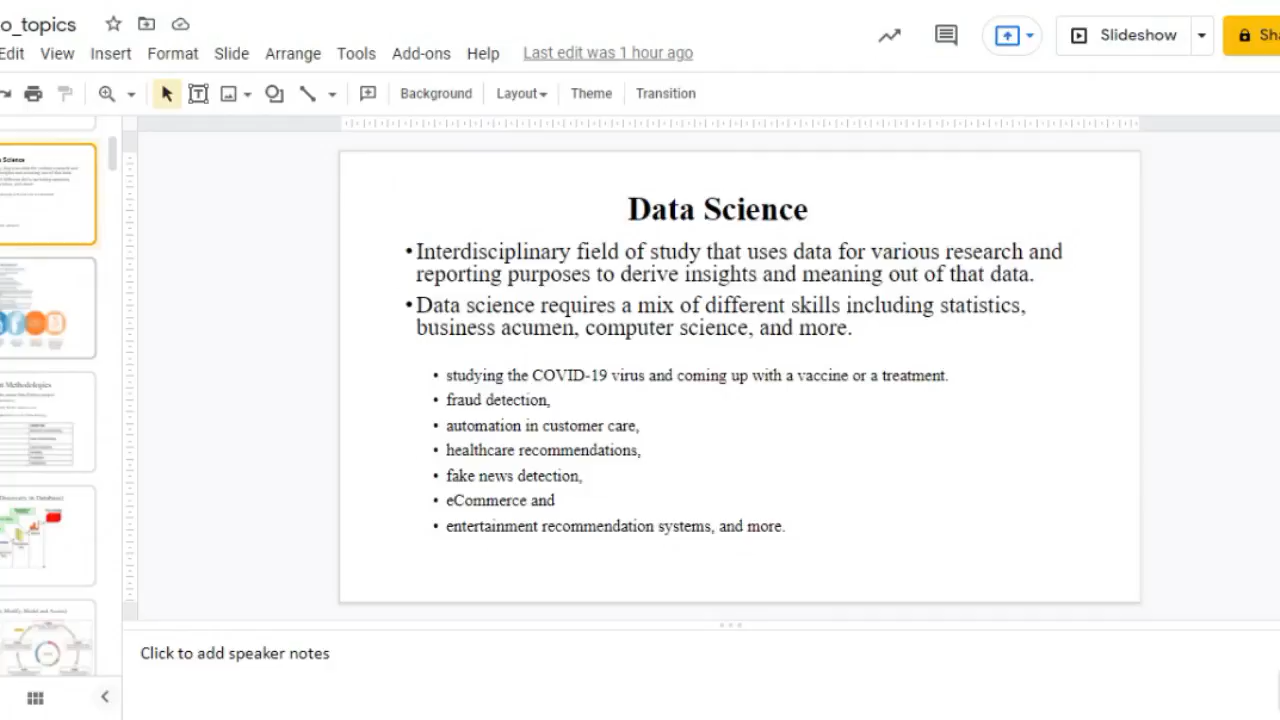 o_topics
Edit View Insert Format Slide Arrange Tools Add-ons Help Last edit was 1 hour ago
Slideshow
Background Layout Theme Transition
Data Science
• Interdisciplinary field of study that uses data for various research and
reporting purposes to derive insights and meaning out of that data.
• Data science requires a mix of different skills including statistics,
business acumen, computer science, and more.
• studying the COVID-19 virus and coming up with a vaccine or a treatment.
• fraud detection,
• automation in customer care,
• healthcare recommendations,
• fake news detection,
• eCommerce and
• entertainment recommendation systems, and more.
Click to add speaker notes